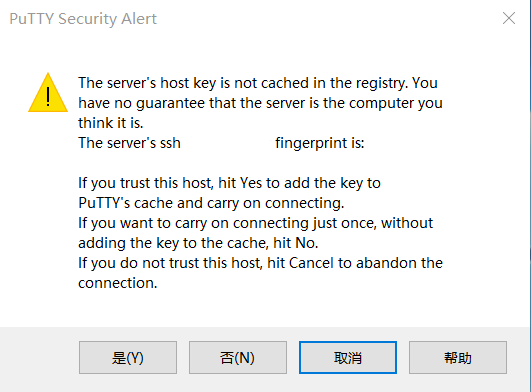 PuTTY Security Alert
The server's host key is not cached in the registry. You
have no guarantee that the server is the computer you
think it is.
The server's ssh fingerprint is:
If you trust this host, hit Yes to add the key to
PuTTY's cache and carry on connecting.
If you want to carry on connecting just once, without
adding the key to the cache, hit No.
If you do not trust this host, hit Cancel to abandon the
connection.
是(Y) 否(N) 取消 帮助